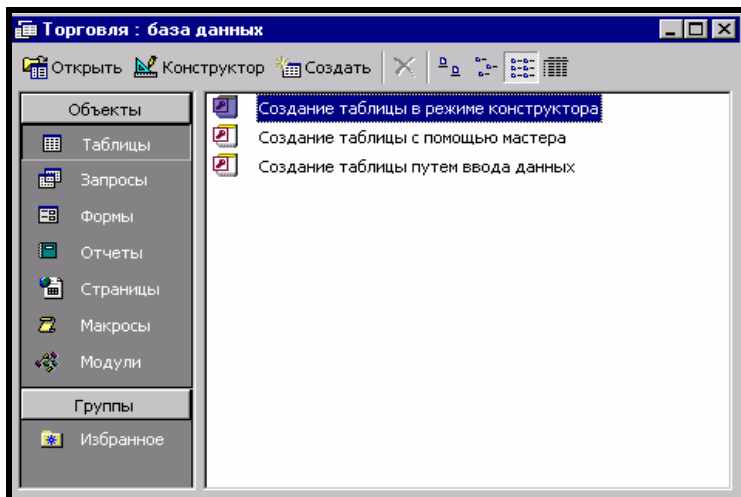 Торговля : база данных
Открыть Конструктор Создать
Объекты
Таблицы
Запросы
Формы
Отчеты
Страницы
Макросы
Модули
Группы
Избранное
Создание таблицы в режиме конструктора
Создание таблицы с помощью мастера
Создание таблицы путем ввода данных